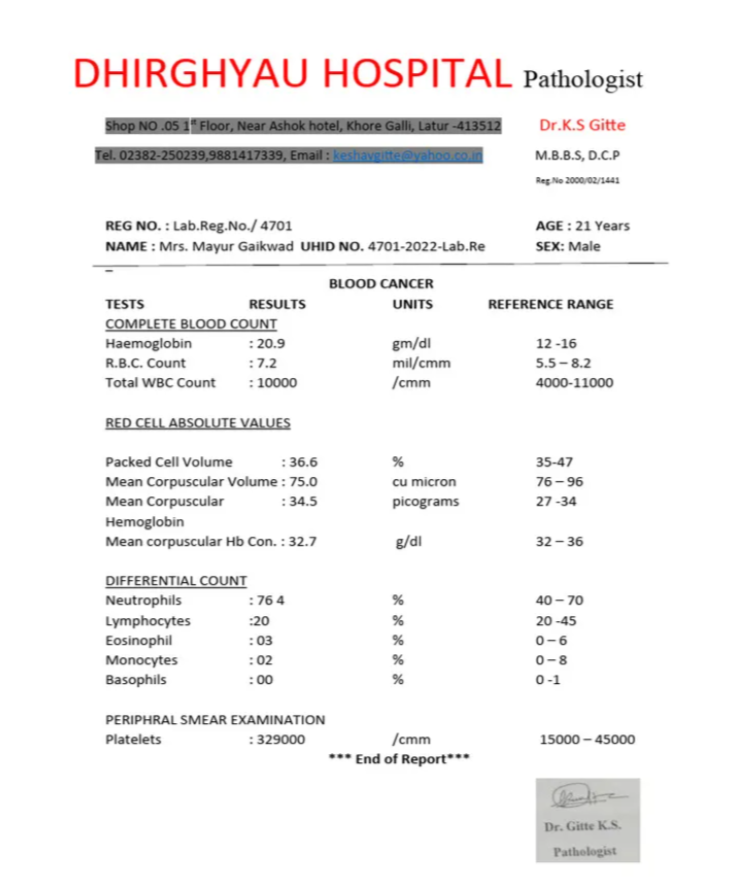 DHIRGHYAU HOSPITAL Pathologist
Shop NO .05 1st Floor, Near Ashok hotel, Khore Galli, Latur -413512 Dr.K.S Gitte
Tel. 02382-250239,9881417339, Email : keshavgitte@yahoo.co.in M.B.B.S, D.C.P
Reg.No 2000/02/1441
REG NO. : Lab.Reg.No./ 4701 AGE : 21 Years
NAME : Mrs. Mayur Gaikwad UHID NO. 4701-2022-Lab.Re SEX: Male
BLOOD CANCER
TESTS RESULTS UNITS REFERENCE RANGE
COMPLETE BLOOD COUNT
Haemoglobin : 20.9 gm/dl 12 -16
R.B.C. Count : 7.2 mil/cmm 5.5 – 8.2
Total WBC Count : 10000 /cmm 4000-11000
RED CELL ABSOLUTE VALUES
Packed Cell Volume : 36.6 % 35-47
Mean Corpuscular Volume : 75.0 cu micron 76 – 96
Mean Corpuscular : 34.5 picograms 27 -34
Hemoglobin
Mean corpuscular Hb Con. : 32.7 g/dl 32 – 36
DIFFERENTIAL COUNT
Neutrophils : 76 4 % 40 – 70
Lymphocytes :20 % 20 -45
Eosinophil : 03 % 0 – 6
Monocytes : 02 % 0 – 8
Basophils : 00 % 0 -1
PERIPHRAL SMEAR EXAMINATION
Platelets : 329000 /cmm 15000 – 45000
*** End of Report***
Dr. Gitte K.S.
Pathologist